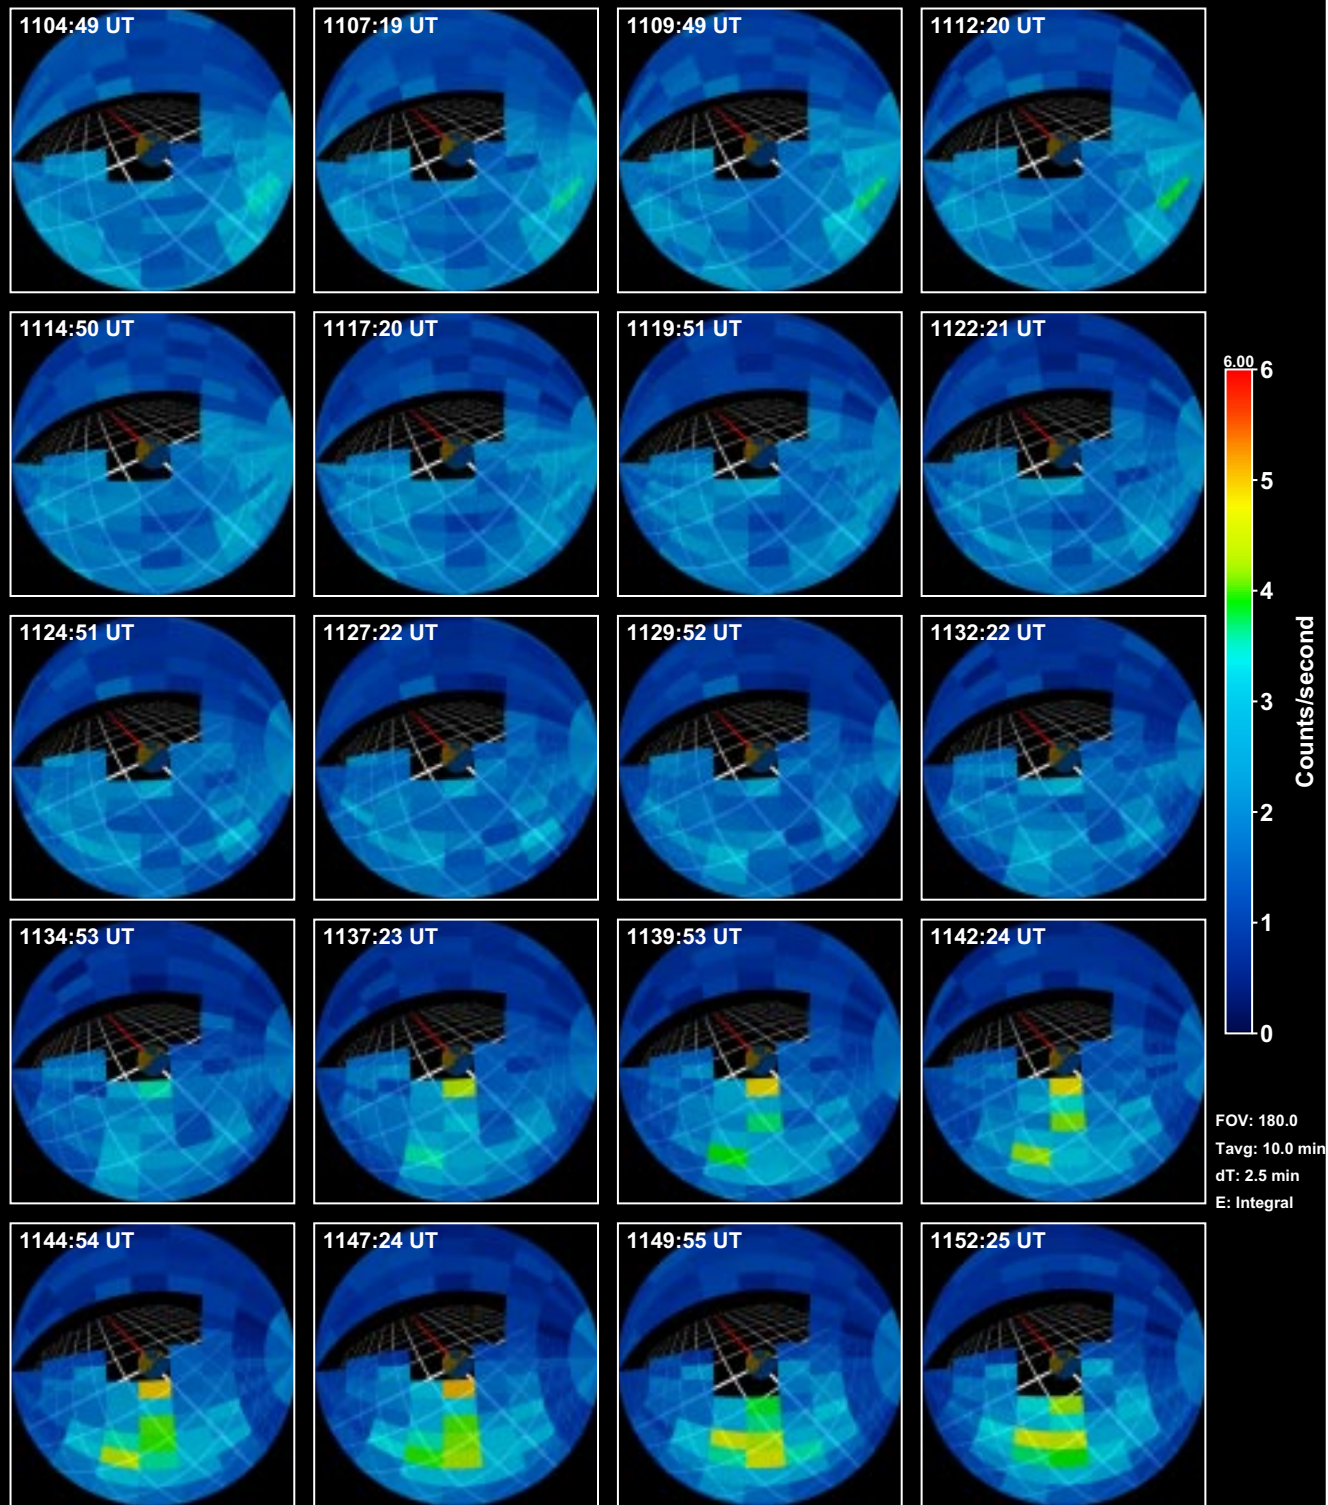 1104:49 UT
1107:19 UT
1109:49 UT
1112:20 UT
1114:50 UT
1117:20 UT
1119:51 UT
1122:21 UT
6.00
6
5
4
3
2
1
0
Counts/second
1124:51 UT
1127:22 UT
1129:52 UT
1132:22 UT
1134:53 UT
1137:23 UT
1139:53 UT
1142:24 UT
FOV: 180.0
Tavg: 10.0 min
dT: 2.5 min
E: Integral
1144:54 UT
1147:24 UT
1149:55 UT
1152:25 UT